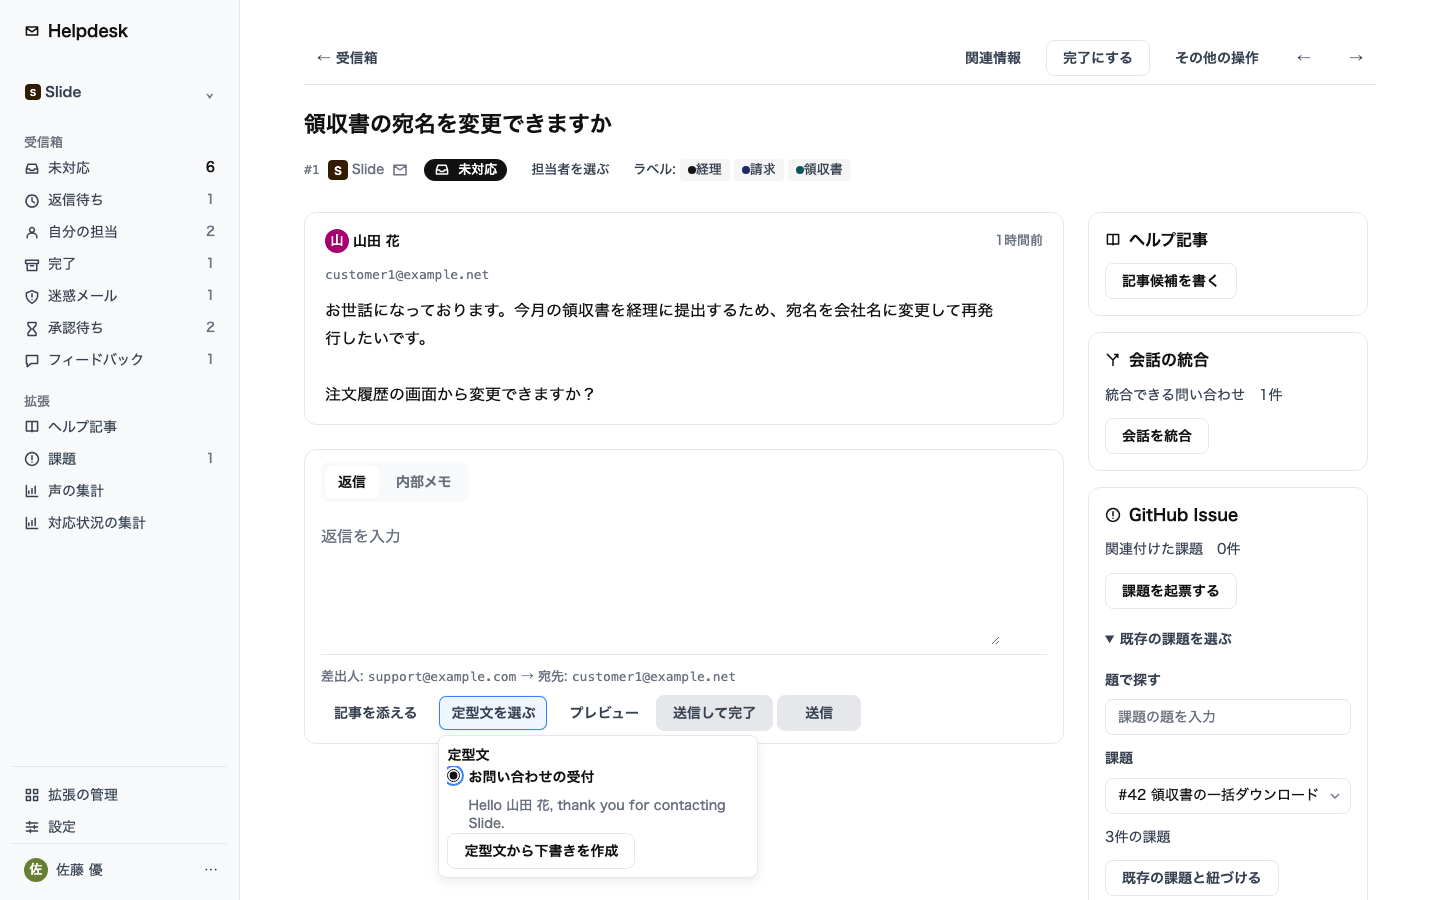 Helpdesk
S Slide
受信箱
未対応 6
返信待ち 1
自分の担当 2
完了 1
迷惑メール 1
承認待ち 2
フィードバック 1
拡張
ヘルプ記事
課題 1
声の集計
対応状況の集計
拡張の管理
設定
佐 佐藤 優 …
← 受信箱
関連情報 完了にする その他の操作 ← →
領収書の宛名を変更できますか
#1 S Slide 未対応 担当者を選ぶ ラベル: 経理 請求 領収書
山 山田 花 1時間前
customer1@example.net
お世話になっております。今月の領収書を経理に提出するため、宛名を会社名に変更して再発
行したいです。
注文履歴の画面から変更できますか？
返信 内部メモ
返信を入力
差出人: support@example.com → 宛先: customer1@example.net
記事を添える 定型文を選ぶ プレビュー 送信して完了 送信
定型文
お問い合わせの受付
Hello 山田 花, thank you for contacting
Slide.
定型文から下書きを作成
ヘルプ記事
記事候補を書く
会話の統合
統合できる問い合わせ 1件
会話を統合
GitHub Issue
関連付けた課題 0件
課題を起票する
▼ 既存の課題を選ぶ
題で探す
課題の題を入力
課題
#42 領収書の一括ダウンロード
3件の課題
既存の課題と紐づける